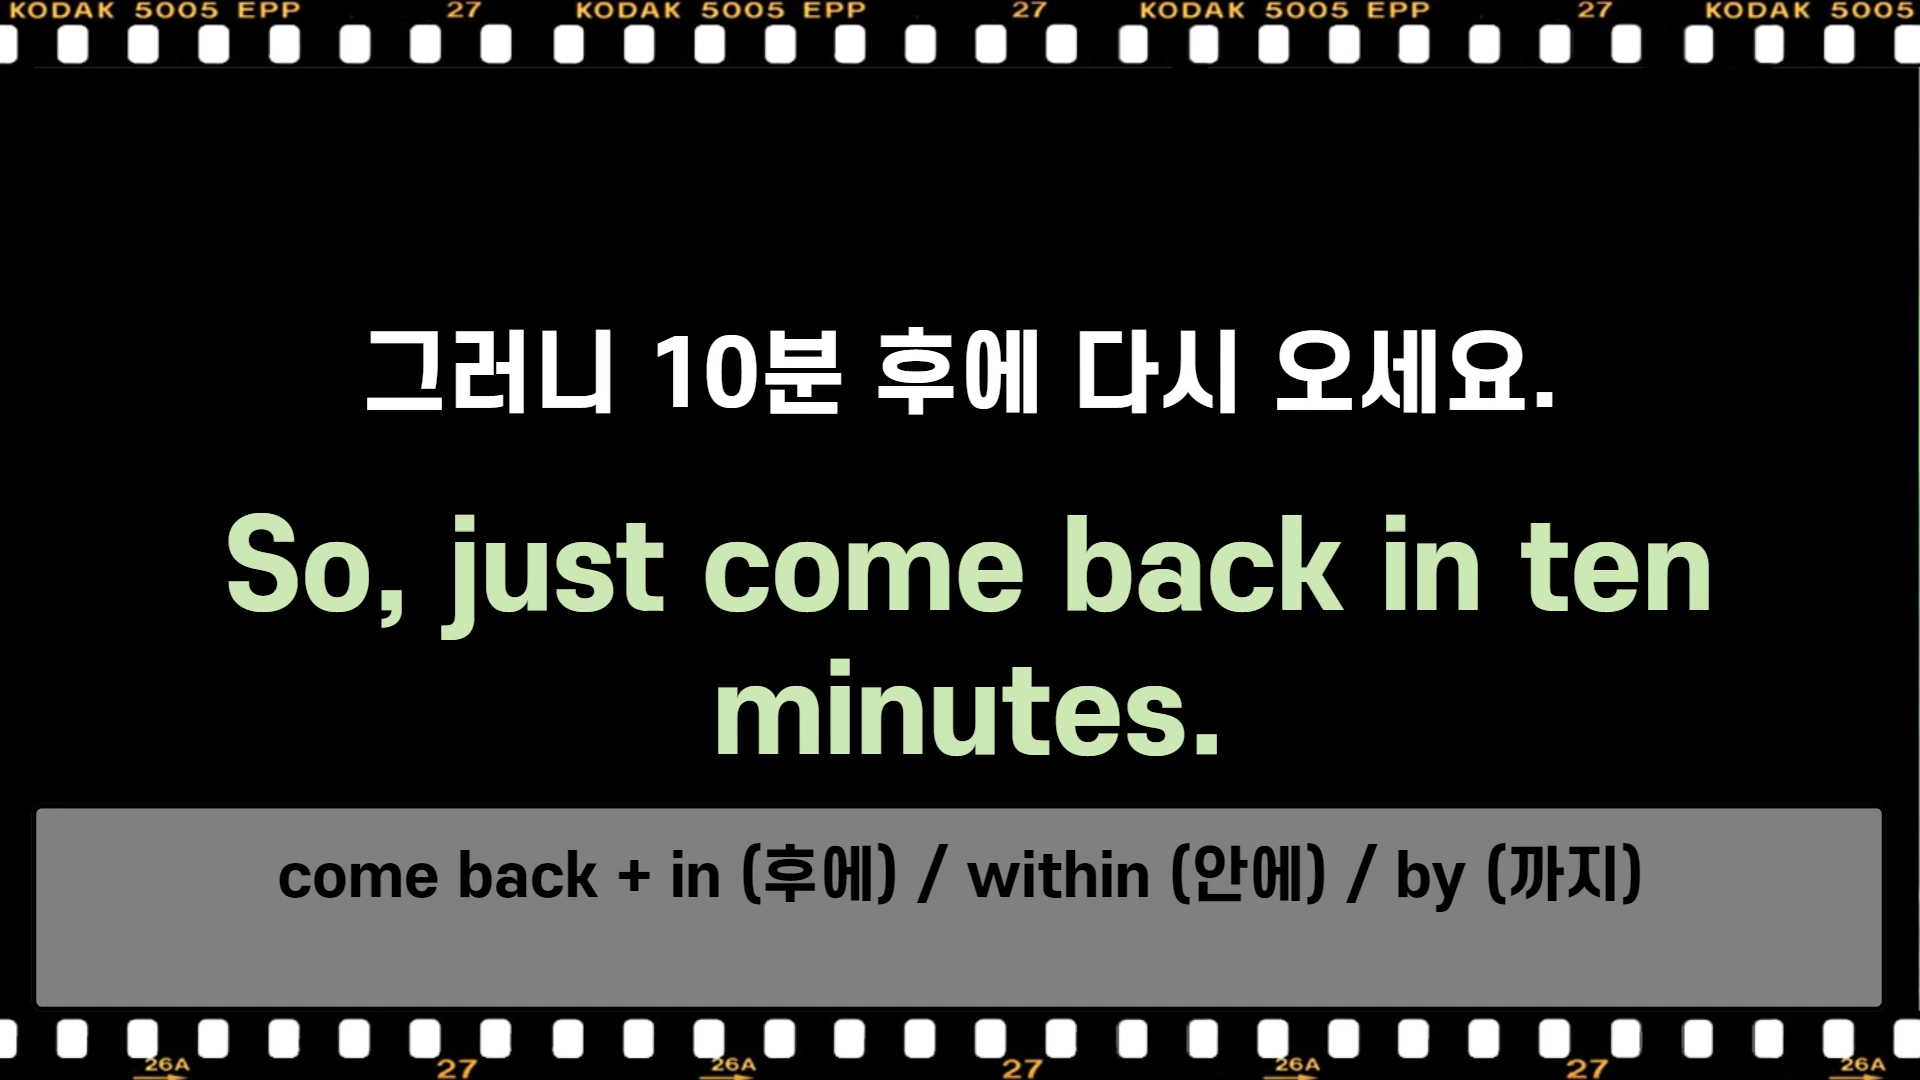 KODAK 5005 EPP 27 KODAK 5005 EPP 27 KODAK 5005 EPP 27 KODAK 5005
그러니 10분 후에 다시 오세요.
So, just come back in ten
minutes.
come back + in (후에) / within (안에) / by (까지)
26A 27 26A 27 26A 27 26A